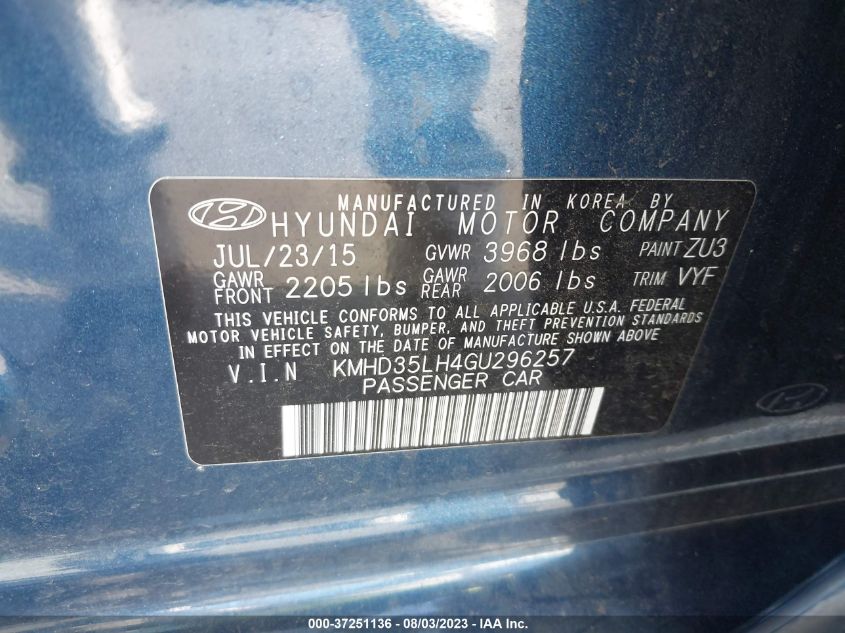 MANUFACTURED IN KOREA BY
HYUNDAI MOTOR COMPANY
JUL/23/15 GVWR 3968 lbs PAINT ZU3
GAWR FRONT 2205 lbs GAWR REAR 2006 lbs TRIM VYF
THIS VEHICLE CONFORMS TO ALL APPLICABLE U.S.A. FEDERAL
MOTOR VEHICLE SAFETY, BUMPER, AND THEFT PREVENTION STANDARDS
IN EFFECT ON THE DATE OF MANUFACTURE SHOWN ABOVE
V.I.N KMHD35LH4GU296257
PASSENGER CAR
000-37251136 - 08/03/2023 - IAA Inc.